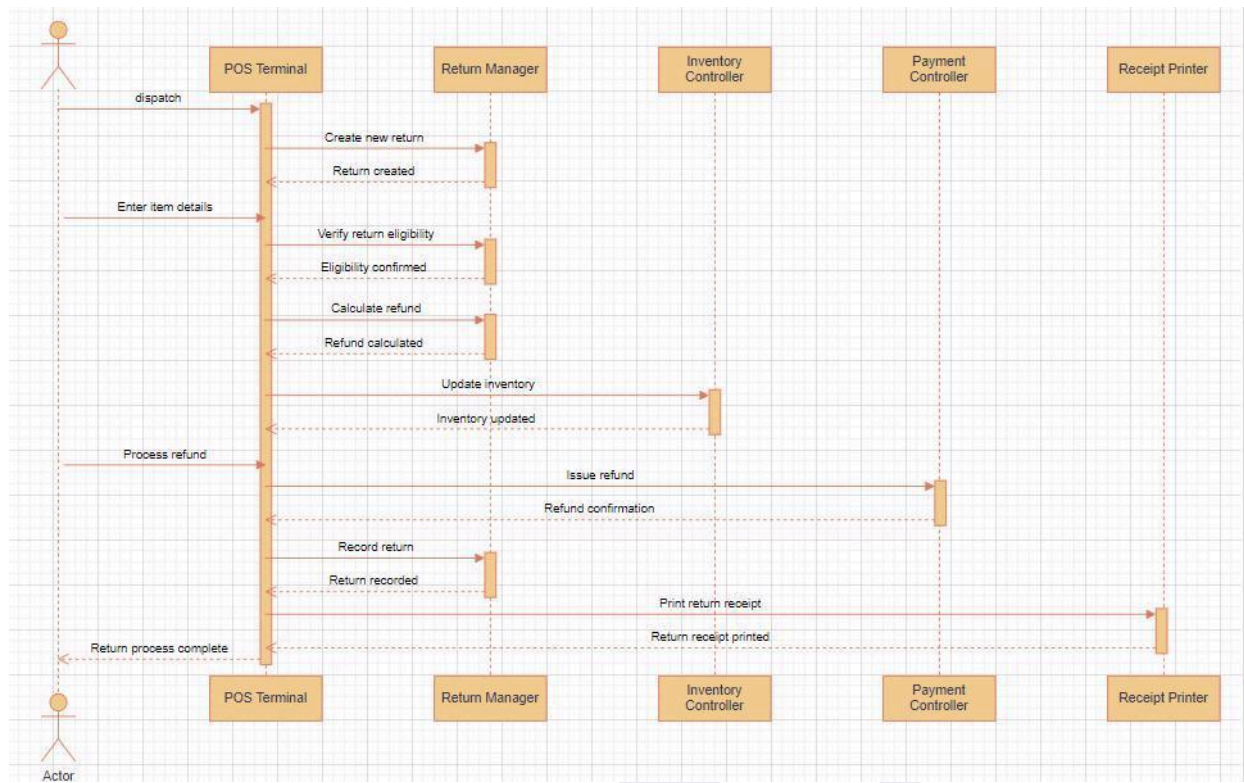 POS Terminal
Return Manager
Inventory
Controller
Payment
Controller
Receipt Printer
dispatch
Create new return
Return created
Enter item details
Verify return eligibility
Eligibility confirmed
Calculate refund
Refund calculated
Update inventory
Inventory updated
Process refund
Issue refund
Refund confirmation
Record return
Return recorded
Print return receipt
Return receipt printed
Return process complete
POS Terminal
Return Manager
Inventory
Controller
Payment
Controller
Receipt Printer
Actor